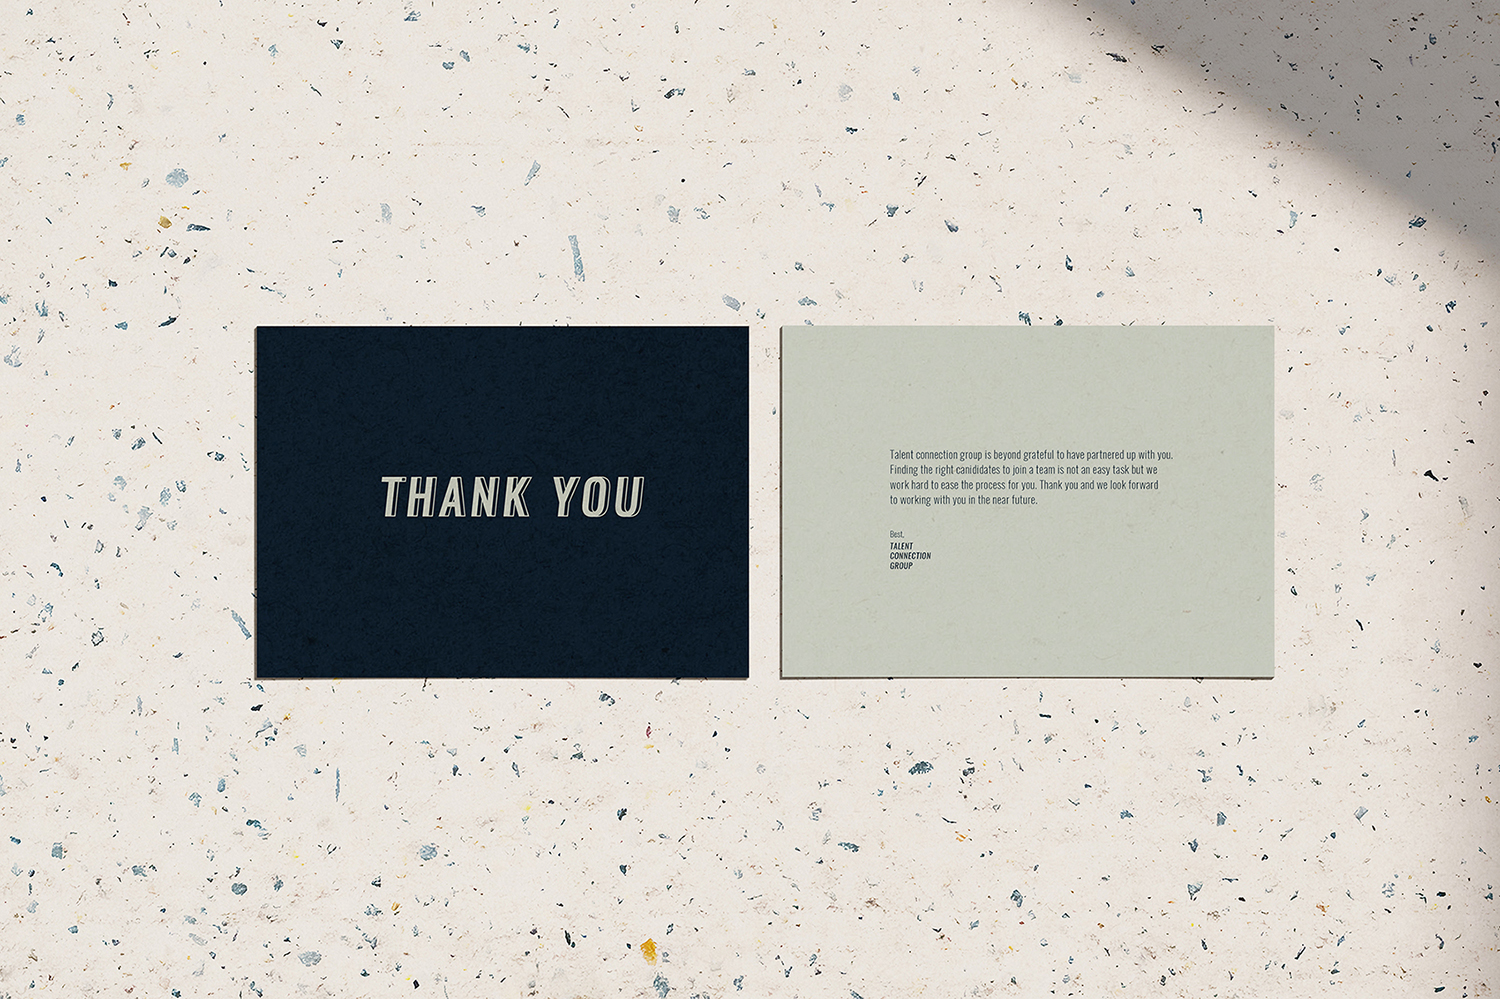 THANK YOU
Talent connection group is beyond grateful to have partnered up with you.
Finding the right canididates to join a team is not an easy task but we
work hard to ease the process for you. Thank you and we look forward
to working with you in the near future.
Best,
TALENT
CONNECTION
GROUP